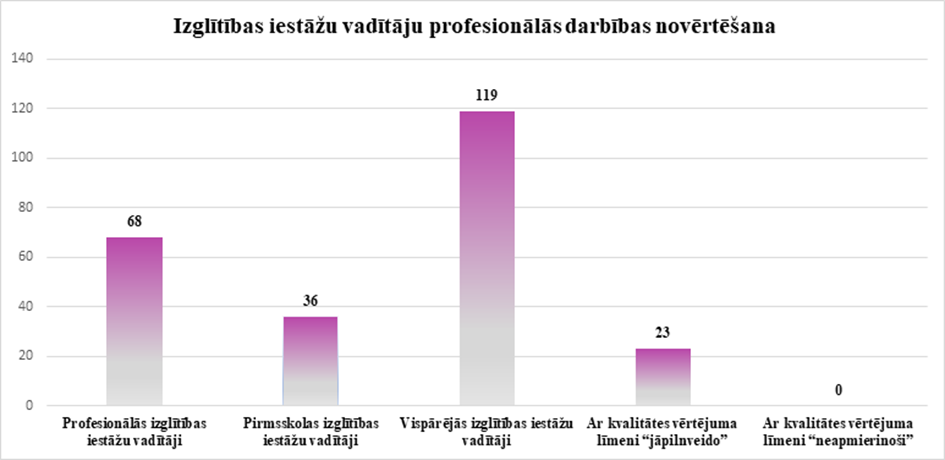 Izglītības iestāžu vadītāju profesionālās darbības novērtēšana
140
120
100
80
60
40
20
0
68
36
119
23
0
Profesionālās izglītības
iestāžu vadītāji
Pirmsskolas izglītības
iestāžu vadītāji
Vispārējās izglītības iestāžu
vadītāji
Ar kvalitātes vērtējuma
līmeni “jāpilnveido”
Ar kvalitātes vērtējuma
līmeni “neapmierinoši”